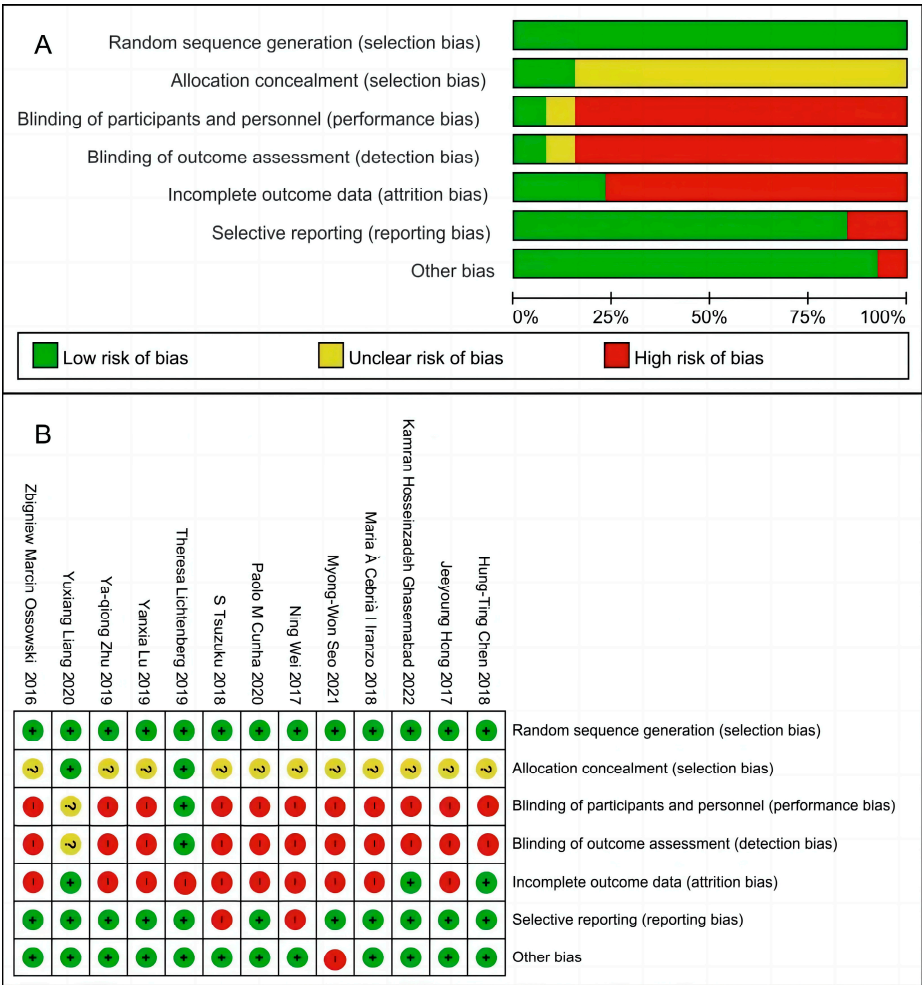 A
Random sequence generation (selection bias)
Allocation concealment (selection bias)
Blinding of participants and personnel (performance bias)
Blinding of outcome assessment (detection bias)
Incomplete outcome data (attrition bias)
Selective reporting (reporting bias)
Other bias
0% 25% 50% 75% 100%
Low risk of bias Unclear risk of bias High risk of bias
B
Zbigniew Marcin Ossowski 2016
Yuxiang Liang 2020
Ya-qiong Zhu 2019
Yanxia Lu 2019
Theresa Lichtenberg 2019
S Tsuzuku 2018
Paolo M Cunha 2020
Ning Wei 2017
Myong-Won Seo 2021
Maria À Cebrià I Iranzo 2018
Kamran Hosseinzadeh Ghasemabad 2022
Jeeyoung Hong 2017
Hung-Ting Chen 2018
+ + + + + + + + + + + + + Random sequence generation (selection bias)
? + ? ? + ? ? ? ? ? ? ? ? Allocation concealment (selection bias)
- ? - - + - - - - - - - - Blinding of participants and personnel (performance bias)
- ? - - + - - - - - - - - Blinding of outcome assessment (detection bias)
- + - - - - - - - - + - + Incomplete outcome data (attrition bias)
+ + + + + - + - + + + + + Selective reporting (reporting bias)
+ + + + + + + + - + + + + Other bias